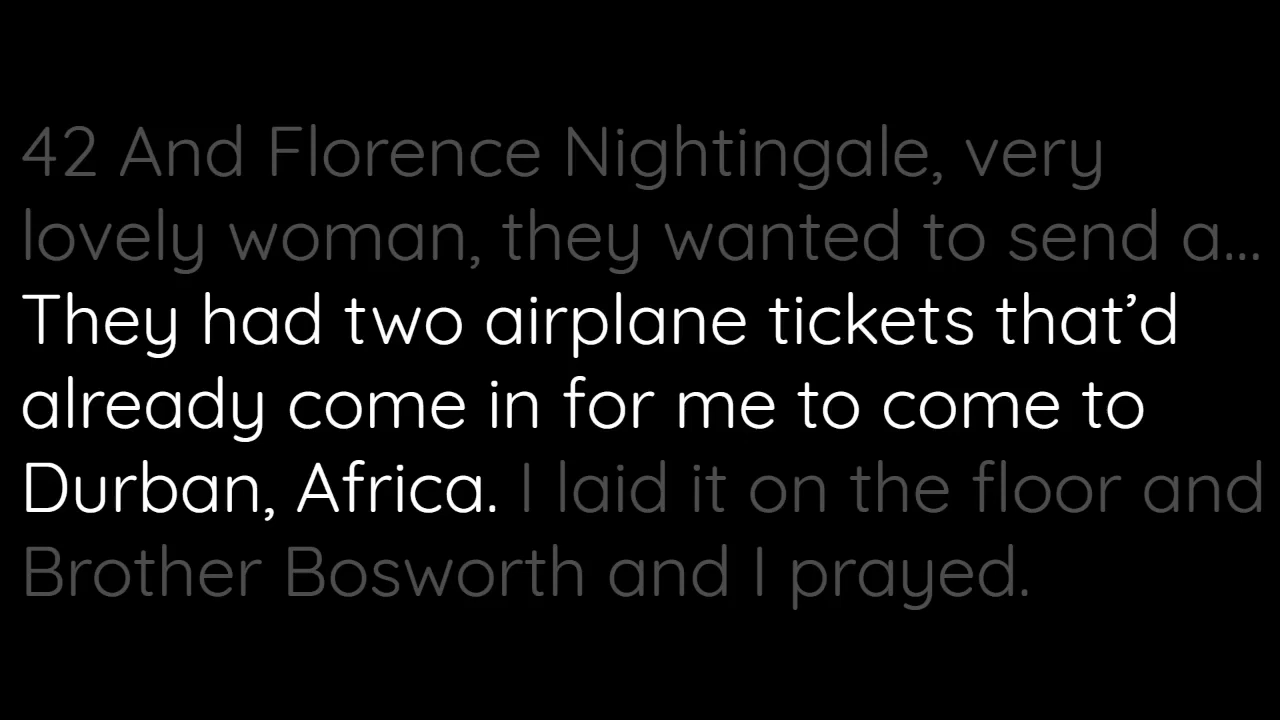 42 And Florence Nightingale, very
lovely woman, they wanted to send a...
They had two airplane tickets that’d
already come in for me to come to
Durban, Africa. I laid it on the floor and
Brother Bosworth and I prayed.